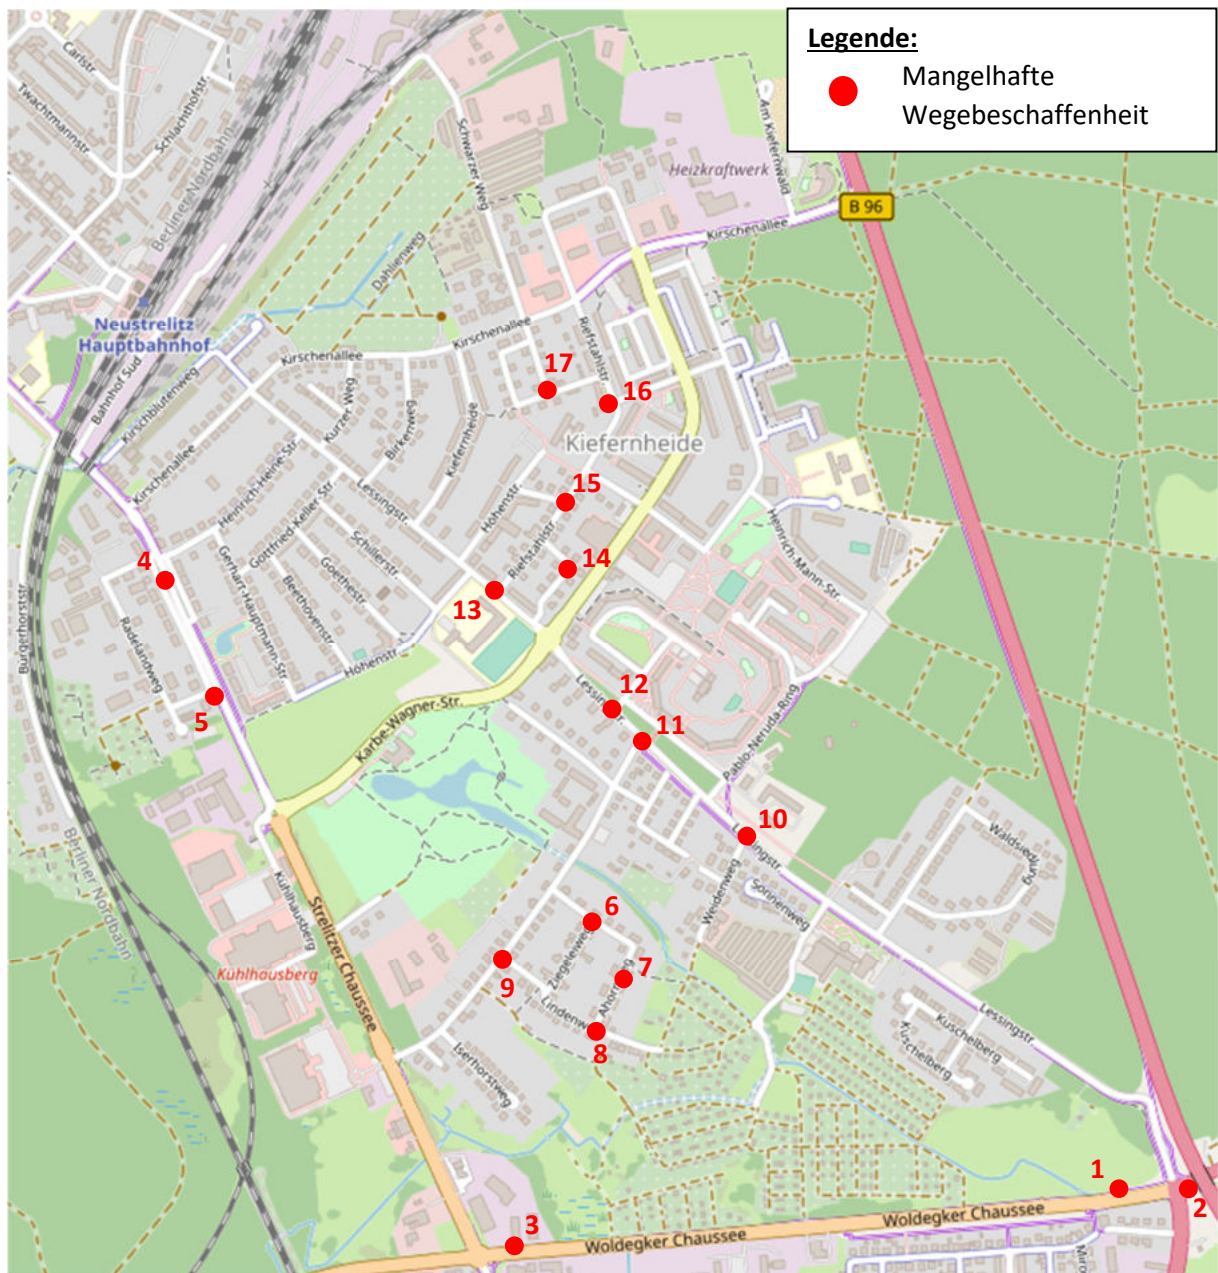 Legende:
Mangelhafte
Wegebeschaffenheit
Carlstr.
Twachtmannstr.
Schlachthofstr.
Berliner Nordbahn
Schwarzer Weg
Am Kiefernwald
Heizkraftwerk
B 96
Kirschenallee
Dahlienweg
Neustrelitz
Hauptbahnhof
Bahnhof Süd
Kirschblütenweg
Kirschenallee
Kirschenallee
Riefstahlstr.
17
16
Kurzer Weg
Birkenweg
Kiefernheide
Kiefernheide
Kirschenallee
Heinrich-Heine-Str.
Lessingstr.
Höhenstr.
15
Gottfried-Keller-Str.
Schillerstr.
Riefstahlstr.
14
Heinrich-Mann-Str.
4
Gerhart-Hauptmann-Str.
Goethestr.
Beethovenstr.
13
Bürgerhorststr.
Radelandweg
Höhenstr.
5
Karbe-Wagner-Str.
Lessingstr.
12
11
Pablo-Neruda-Ring
10
Lessingstr.
Waldsiedlung
Berliner Nordbahn
Kühlhausberg
Strelitzer Chaussee
Weidenweg
Sonnenweg
6
Ziegeleiweg
7
Ahornweg
9
Lindenweg
8
Kühlhausberg
Iserhorstweg
Kuschelberg
Kuschelberg
Lessingstr.
1
2
3
Woldegker Chaussee
Woldegker Chaussee